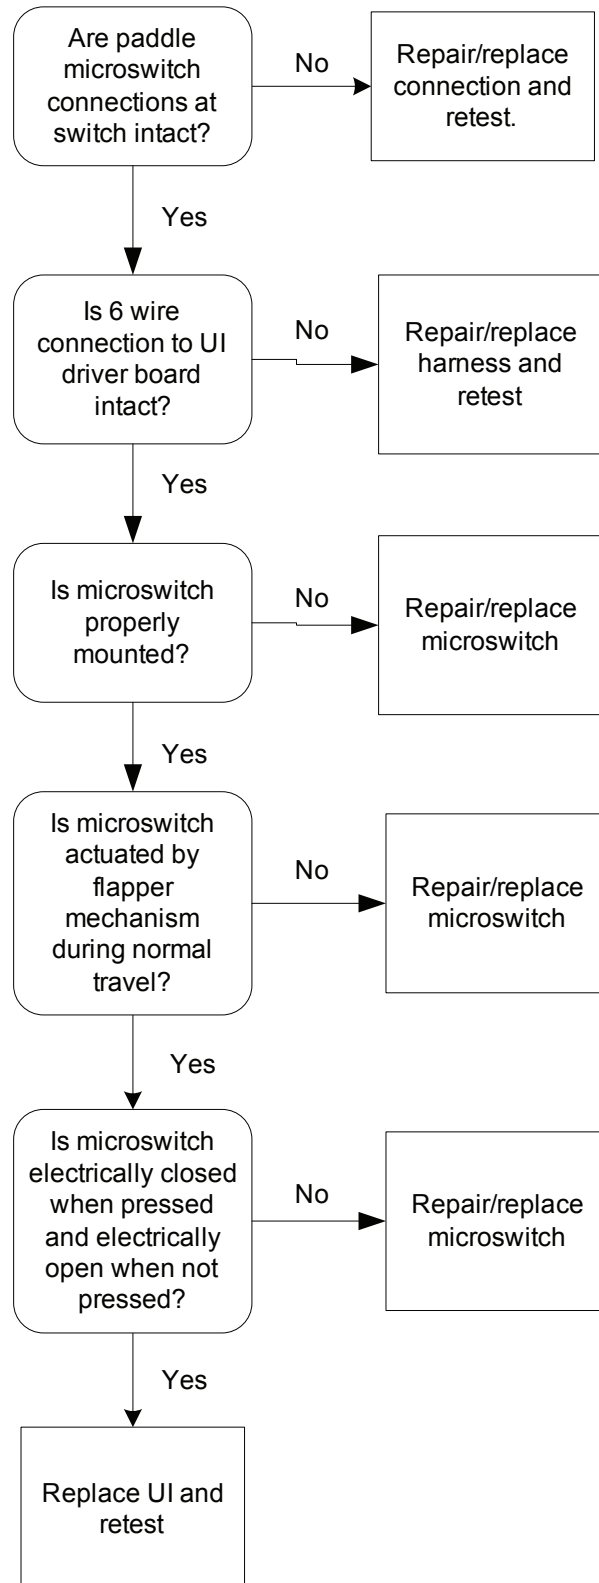 Are paddle
microswitch
connections at
switch intact?
No
Repair/replace
connection and
retest.
Yes
Is 6 wire
connection to UI
driver board
intact?
No
Repair/replace
harness and
retest
Yes
Is microswitch
properly
mounted?
No
Repair/replace
microswitch
Yes
Is microswitch
actuated by
flapper
mechanism
during normal
travel?
No
Repair/replace
microswitch
Yes
Is microswitch
electrically closed
when pressed
and electrically
open when not
pressed?
No
Repair/replace
microswitch
Yes
Replace UI and
retest